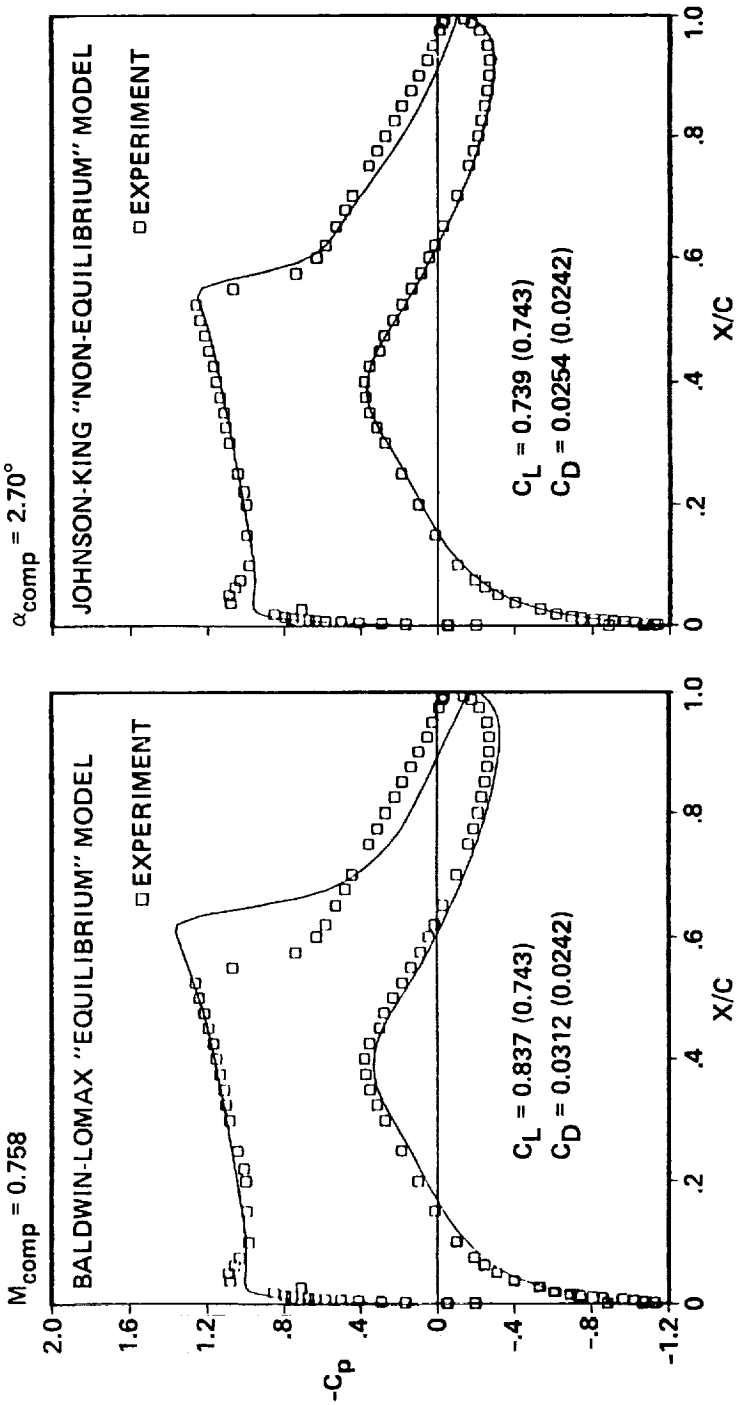 M_comp = 0.758
α_comp = 2.70°
BALDWIN-LOMAX "EQUILIBRIUM" MODEL
EXPERIMENT
2.0
1.6
1.2
.8
.4
0
-.4
-.8
-1.2
-C_p
C_L = 0.837 (0.743)
C_D = 0.0312 (0.0242)
0
.2
.4
.6
.8
1.0
X/C
JOHNSON-KING "NON-EQUILIBRIUM" MODEL
EXPERIMENT
C_L = 0.739 (0.743)
C_D = 0.0254 (0.0242)
0
.2
.4
.6
.8
1.0
X/C